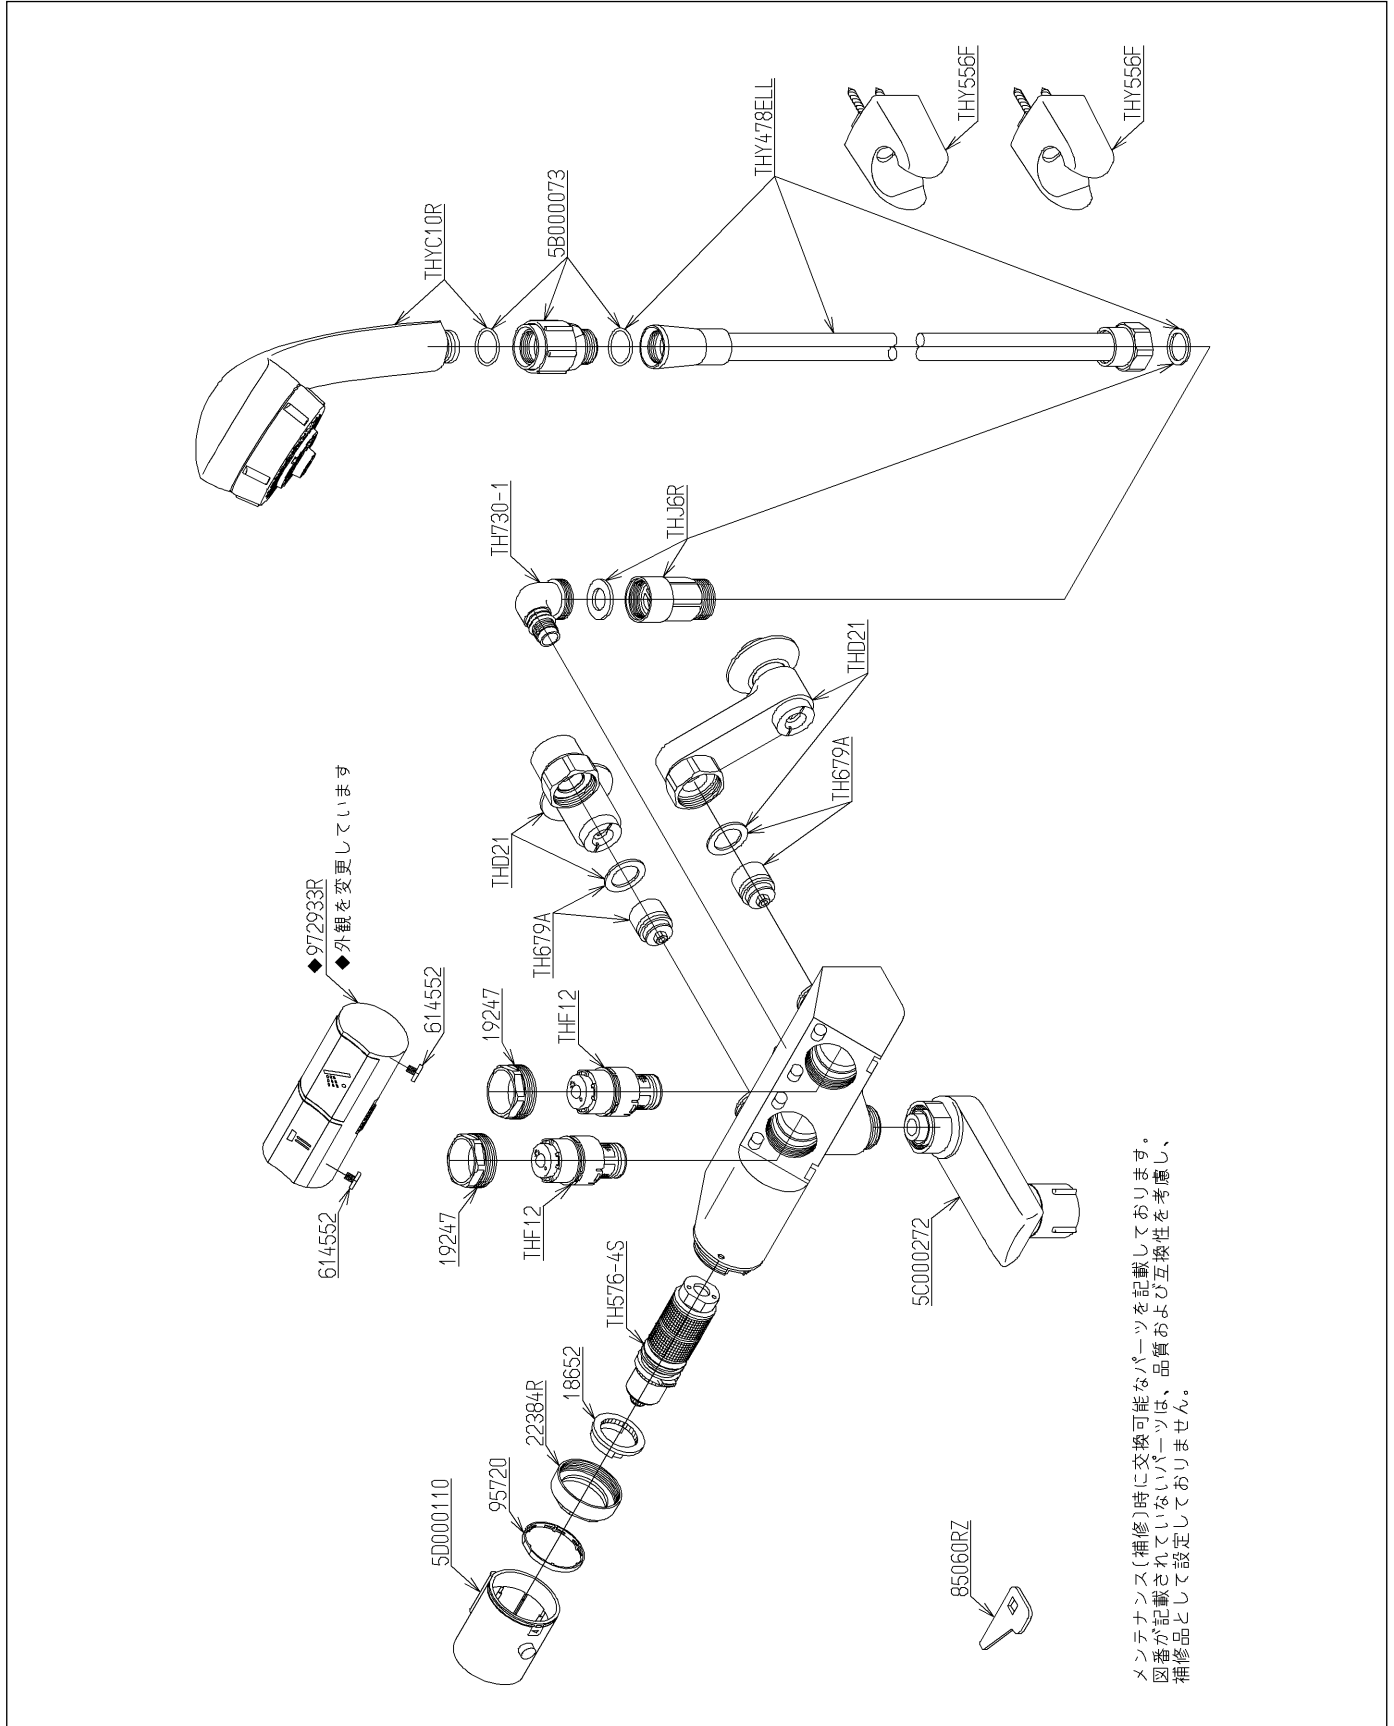 THY556F
THY556F
THY478ELL
5B000073
THYC10R
TH730-1
THJ6R
THD21
TH679A
THD21
TH679A
◆972933R
◆外観を変更しています
614552
614552
19247
THF12
19247
THF12
TH576-4S
5C000272
18652
22384R
95720
5D000110
85060RZ
メンテナンス(補修)時に交換可能なパーツを記載しております。
図番が記載されていないパーツは、品質および互換性を考慮し、
補修品として設定しておりません。